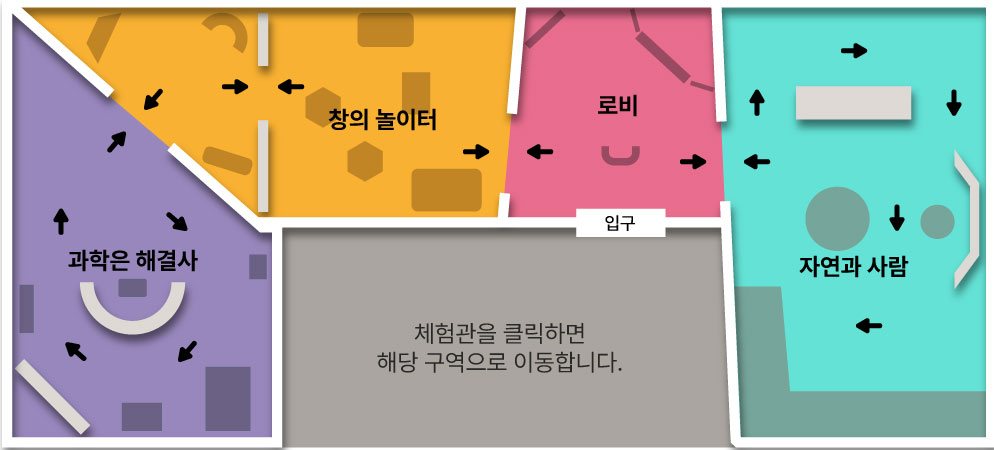 창의 놀이터
로비
입구
과학은 해결사
자연과 사람
체험관을 클릭하면
해당 구역으로 이동합니다.